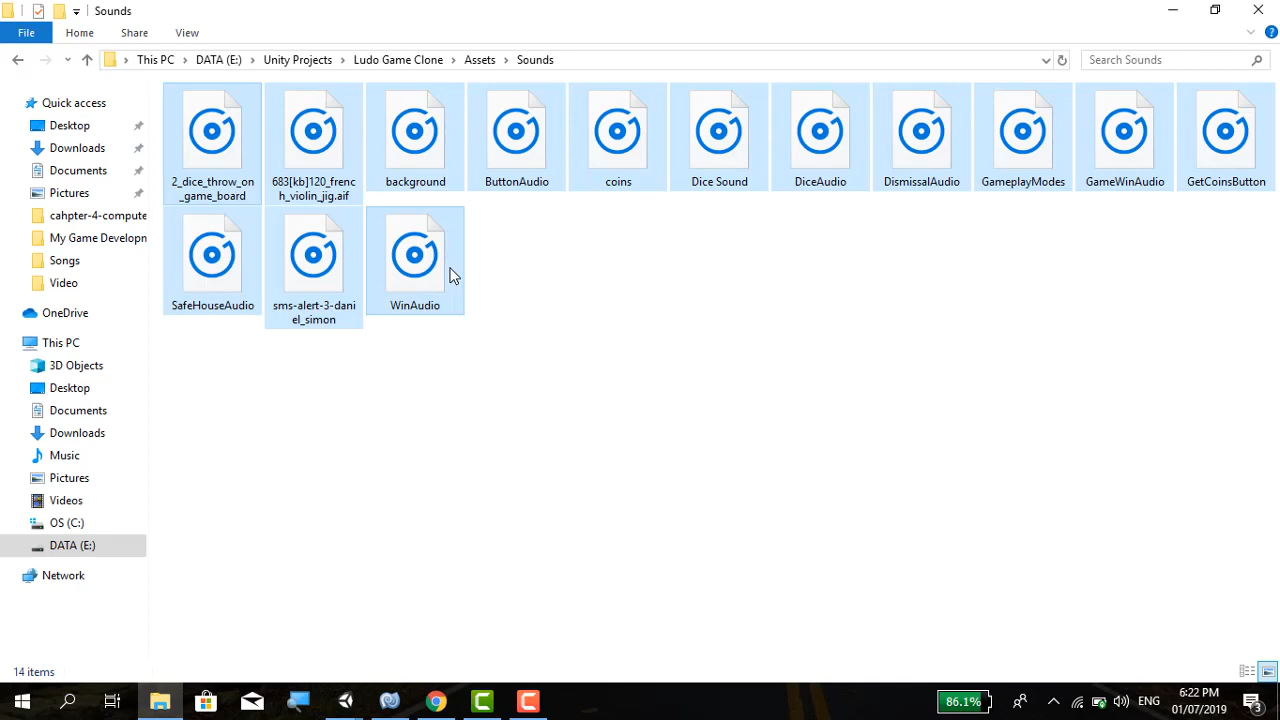 Sounds
File
Home
Share
View
This PC
DATA (E:)
Unity Projects
Ludo Game Clone
Assets
Sounds
Search Sounds
Quick access
Desktop
Downloads
Documents
Pictures
cahpter-4-compute
My Game Developn
Songs
Video
OneDrive
This PC
3D Objects
Desktop
Documents
Downloads
Music
Pictures
Videos
OS (C:)
DATA (E:)
Network
2_dice_throw_on
_game_board
683[kb]120_frenc
h_violin_jig.aif
background
ButtonAudio
coins
Dice Sound
DiceAudio
DismissalAudio
GameplayModes
GameWinAudio
GetCoinsButton
SafeHouseAudio
sms-alert-3-dani
el_simon
WinAudio
14 items
86.1%
ENG
6:22 PM
01/07/2019
3